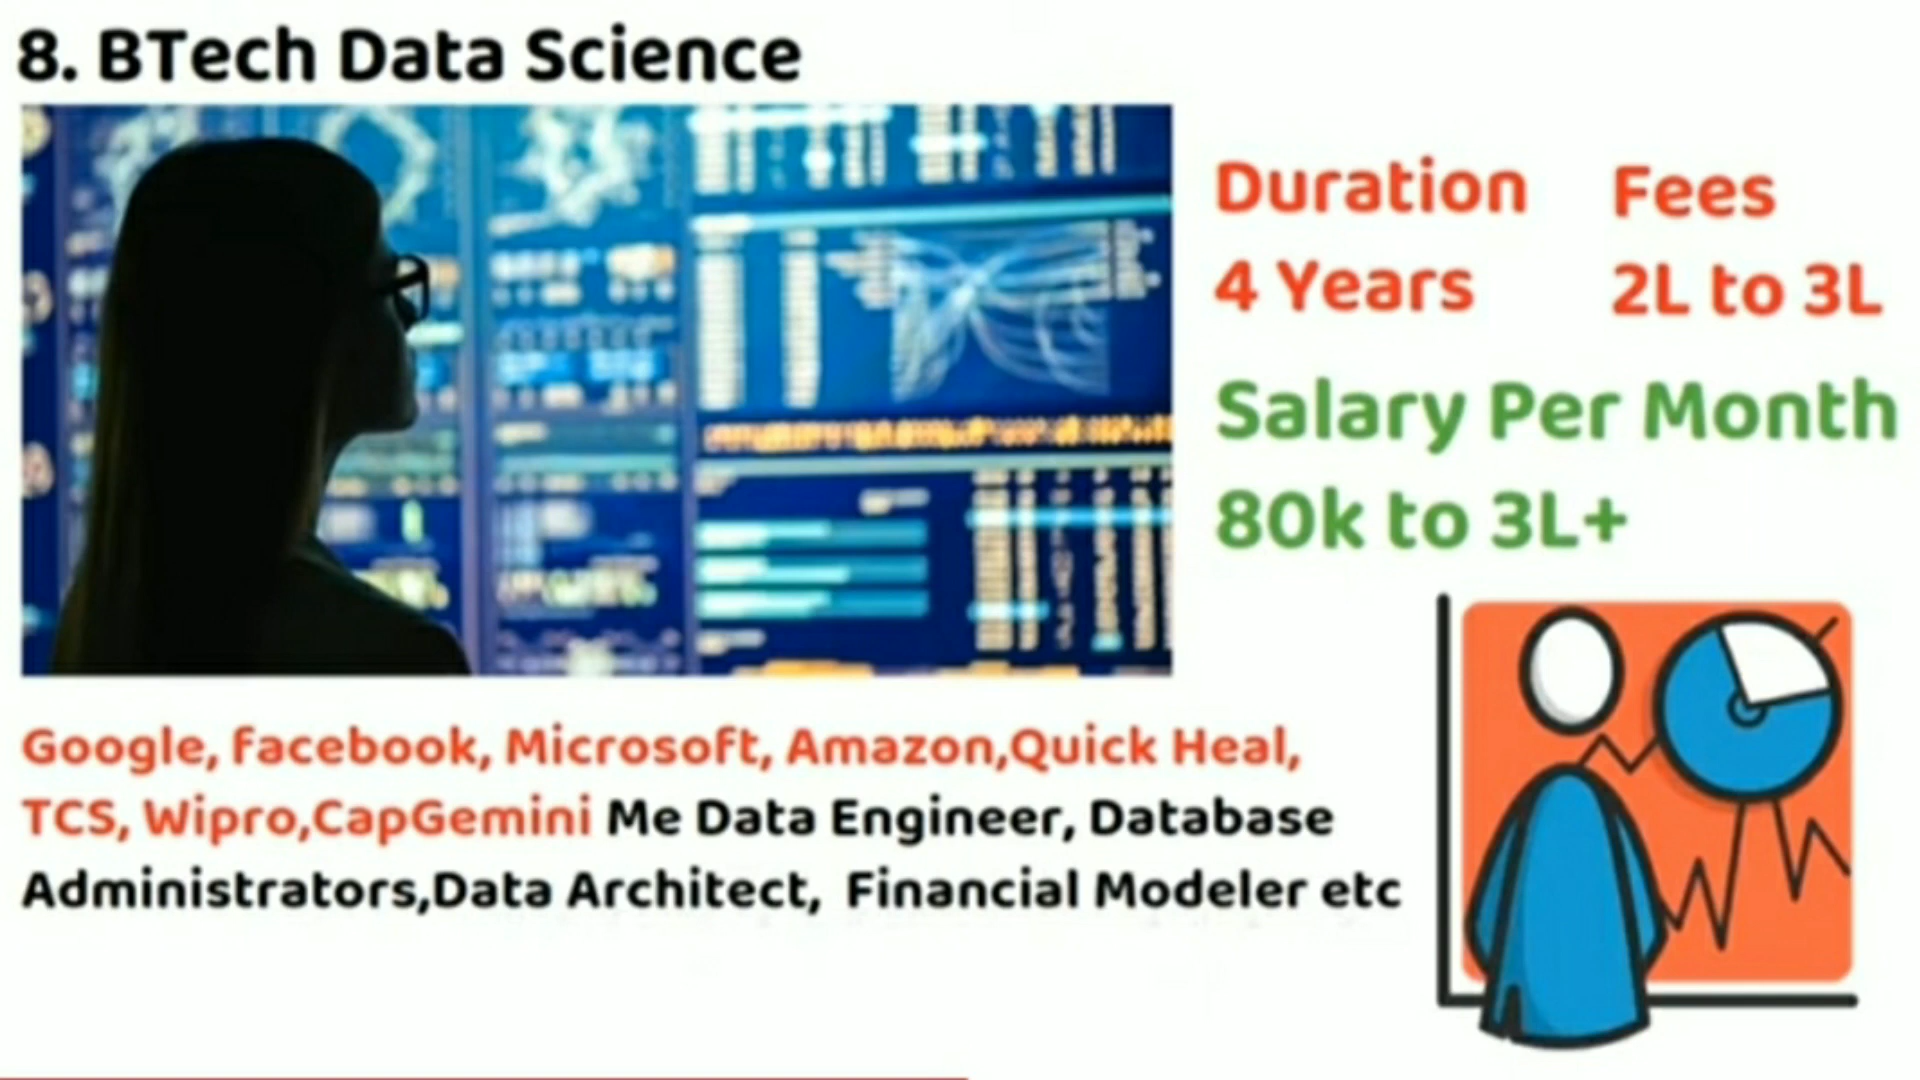 8. BTech Data Science
Duration
Fees
4 Years
2L to 3L
Salary Per Month
80k to 3L+
Google, facebook, Microsoft, Amazon,Quick Heal,
TCS, Wipro,CapGemini Me Data Engineer, Database
Administrators,Data Architect, Financial Modeler etc